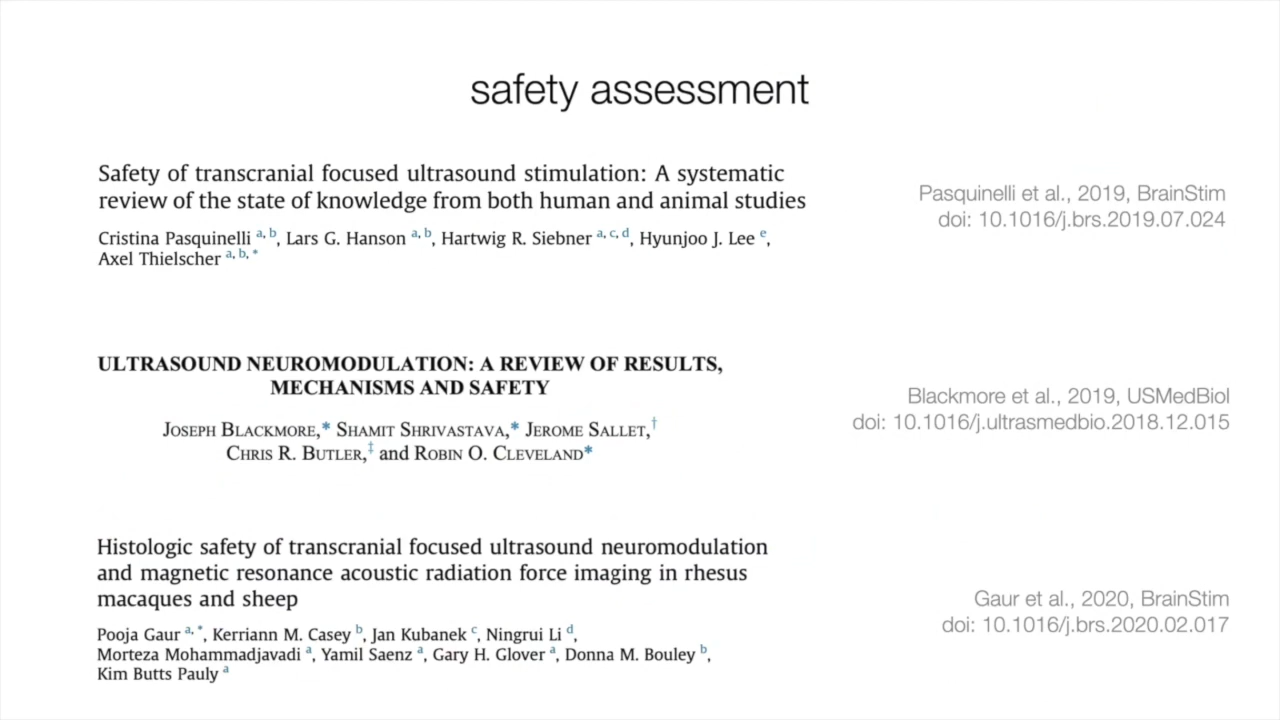 safety assessment
Safety of transcranial focused ultrasound stimulation: A systematic
review of the state of knowledge from both human and animal studies
Cristina Pasquinelli a, b, Lars G. Hanson a, b, Hartwig R. Siebner a, c, d, Hyunjoo J. Lee e,
Axel Thielscher a, b, *
Pasquinelli et al., 2019, BrainStim
doi: 10.1016/j.brs.2019.07.024
ULTRASOUND NEUROMODULATION: A REVIEW OF RESULTS,
MECHANISMS AND SAFETY
JOSEPH BLACKMORE,* SHAMIT SHRIVASTAVA,* JEROME SALLET,†
CHRIS R. BUTLER,‡ and ROBIN O. CLEVELAND*
Blackmore et al., 2019, USMedBiol
doi: 10.1016/j.ultrasmedbio.2018.12.015
Histologic safety of transcranial focused ultrasound neuromodulation
and magnetic resonance acoustic radiation force imaging in rhesus
macaques and sheep
Pooja Gaur a, *, Kerriann M. Casey b, Jan Kubanek c, Ningrui Li d,
Morteza Mohammadjavadi a, Yamil Saenz a, Gary H. Glover a, Donna M. Bouley b,
Kim Butts Pauly a
Gaur et al., 2020, BrainStim
doi: 10.1016/j.brs.2020.02.017